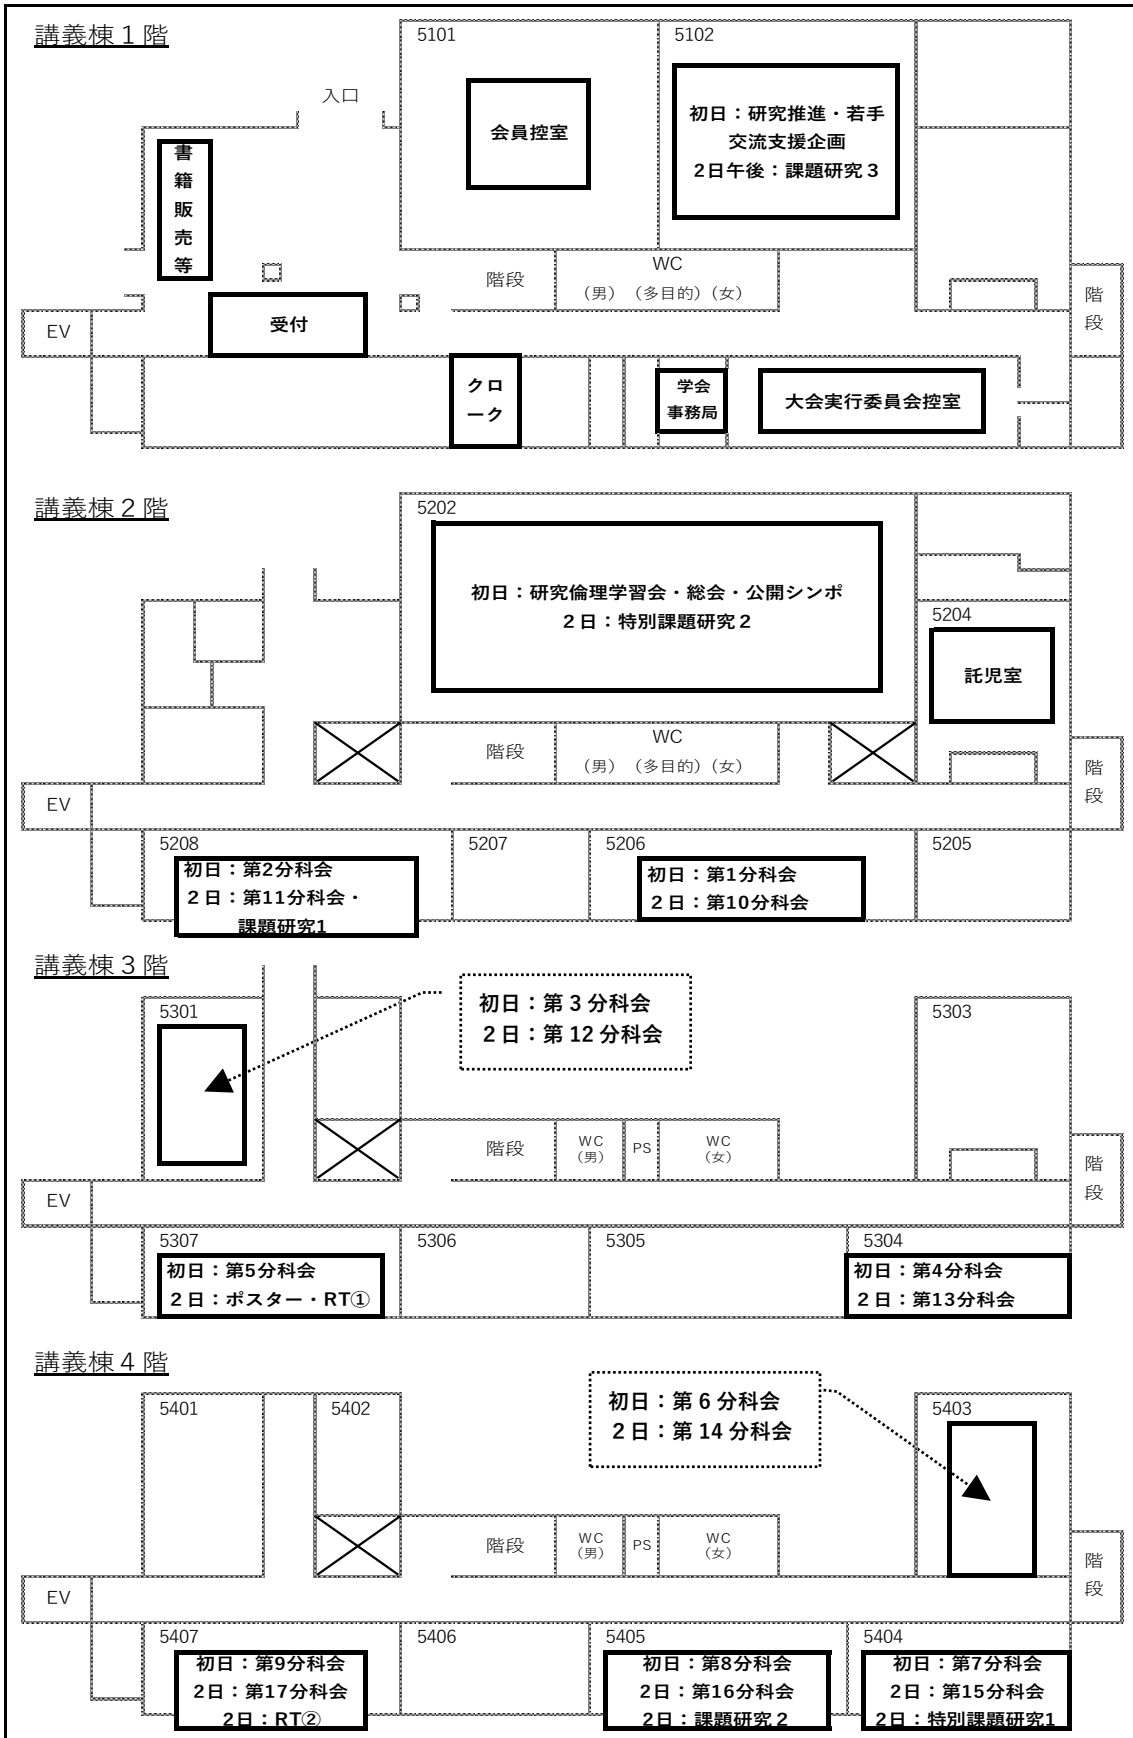 講義棟１階
5101
5102
入口
会員控室
初日：研究推進・若手
交流支援企画
2日午後：課題研究３
書
籍
販
売
等
階段
WC
（男）（多目的）（女）
階
段
EV
受付
クロ
ーク
学会
事務局
大会実行委員会控室
講義棟２階
5202
初日：研究倫理学習会・総会・公開シンポ
２日：特別課題研究２
5204
託児室
階段
WC
（男）（多目的）（女）
階
段
EV
5208
初日：第2分科会
２日：第11分科会・
課題研究1
5207
5206
初日：第1分科会
２日：第10分科会
5205
講義棟３階
5301
初日：第 3 分科会
２日：第 12 分科会
5303
階段
WC
（男）
PS
WC
（女）
階
段
EV
5307
初日：第5分科会
２日：ポスター・RT①
5306
5305
5304
初日：第4分科会
２日：第13分科会
講義棟４階
5401
5402
初日：第 6 分科会
２日：第 14 分科会
5403
階段
WC
（男）
PS
WC
（女）
階
段
EV
5407
初日：第9分科会
2日：第17分科会
2日：RT②
5406
5405
初日：第8分科会
2日：第16分科会
2日：課題研究２
5404
初日：第7分科会
2日：第15分科会
2日：特別課題研究1